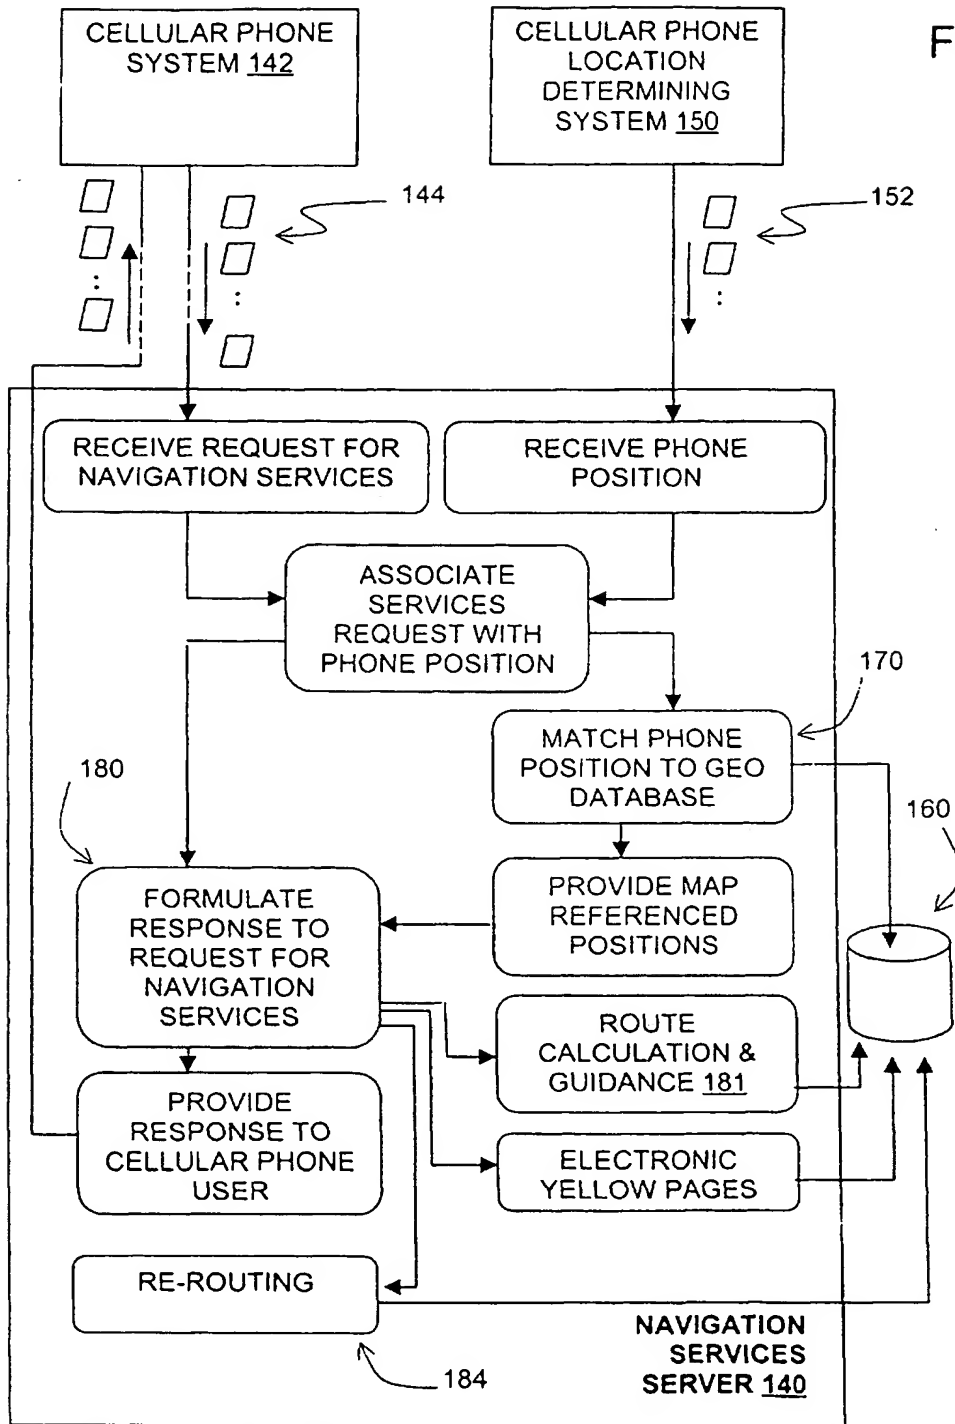 CELLULAR PHONE
SYSTEM 142
CELLULAR PHONE
LOCATION
DETERMINING
SYSTEM 150
F
144
152
RECEIVE REQUEST FOR
NAVIGATION SERVICES
RECEIVE PHONE
POSITION
ASSOCIATE
SERVICES
REQUEST WITH
PHONE POSITION
170
MATCH PHONE
POSITION TO GEO
DATABASE
180
160
FORMULATE
RESPONSE TO
REQUEST FOR
NAVIGATION
SERVICES
PROVIDE MAP
REFERENCED
POSITIONS
ROUTE
CALCULATION &
GUIDANCE 181
PROVIDE
RESPONSE TO
CELLULAR PHONE
USER
ELECTRONIC
YELLOW PAGES
RE-ROUTING
184
NAVIGATION
SERVICES
SERVER 140